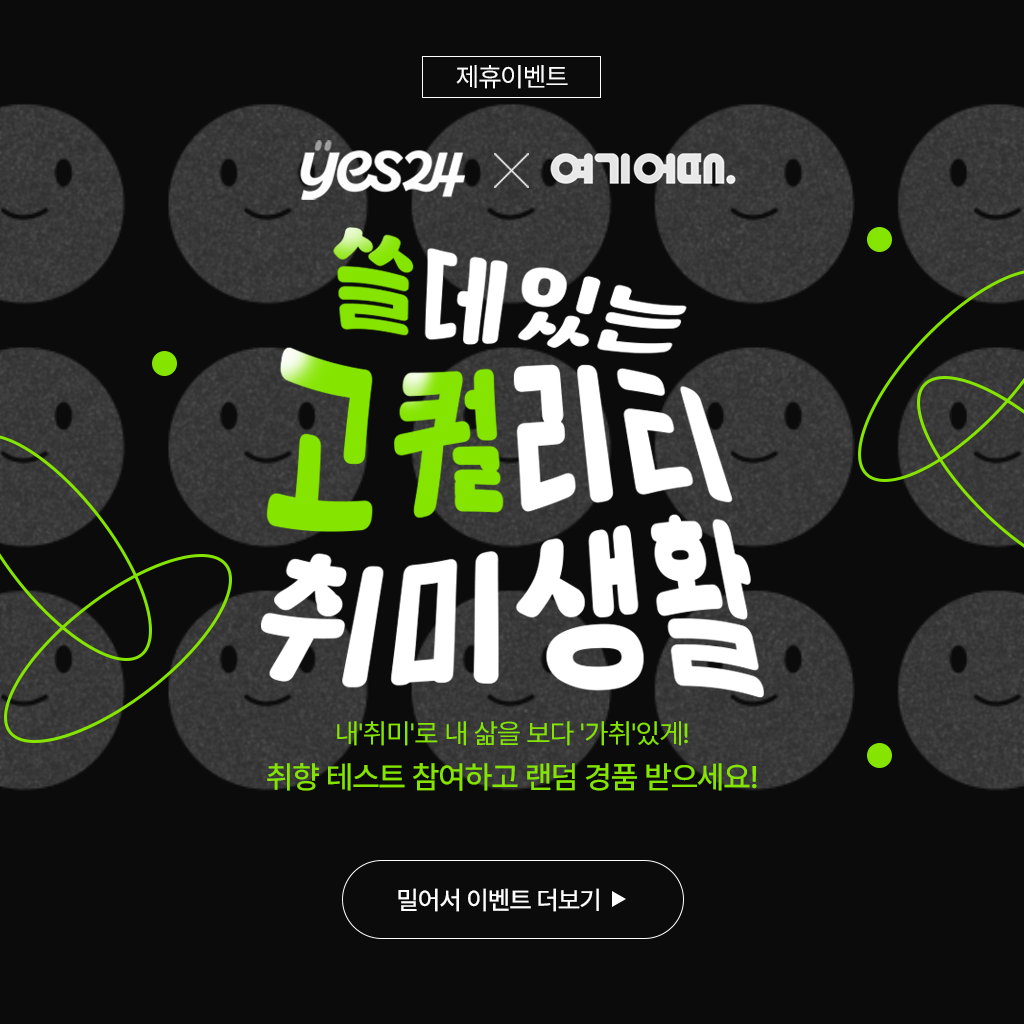 제휴이벤트
yes24 × 여기어때.
쓸데있는
고퀄리티
취미생활
내'취미'로 내 삶을 보다 '가취'있게!
취향 테스트 참여하고 랜덤 경품 받으세요!
밀어서 이벤트 더보기 ▶